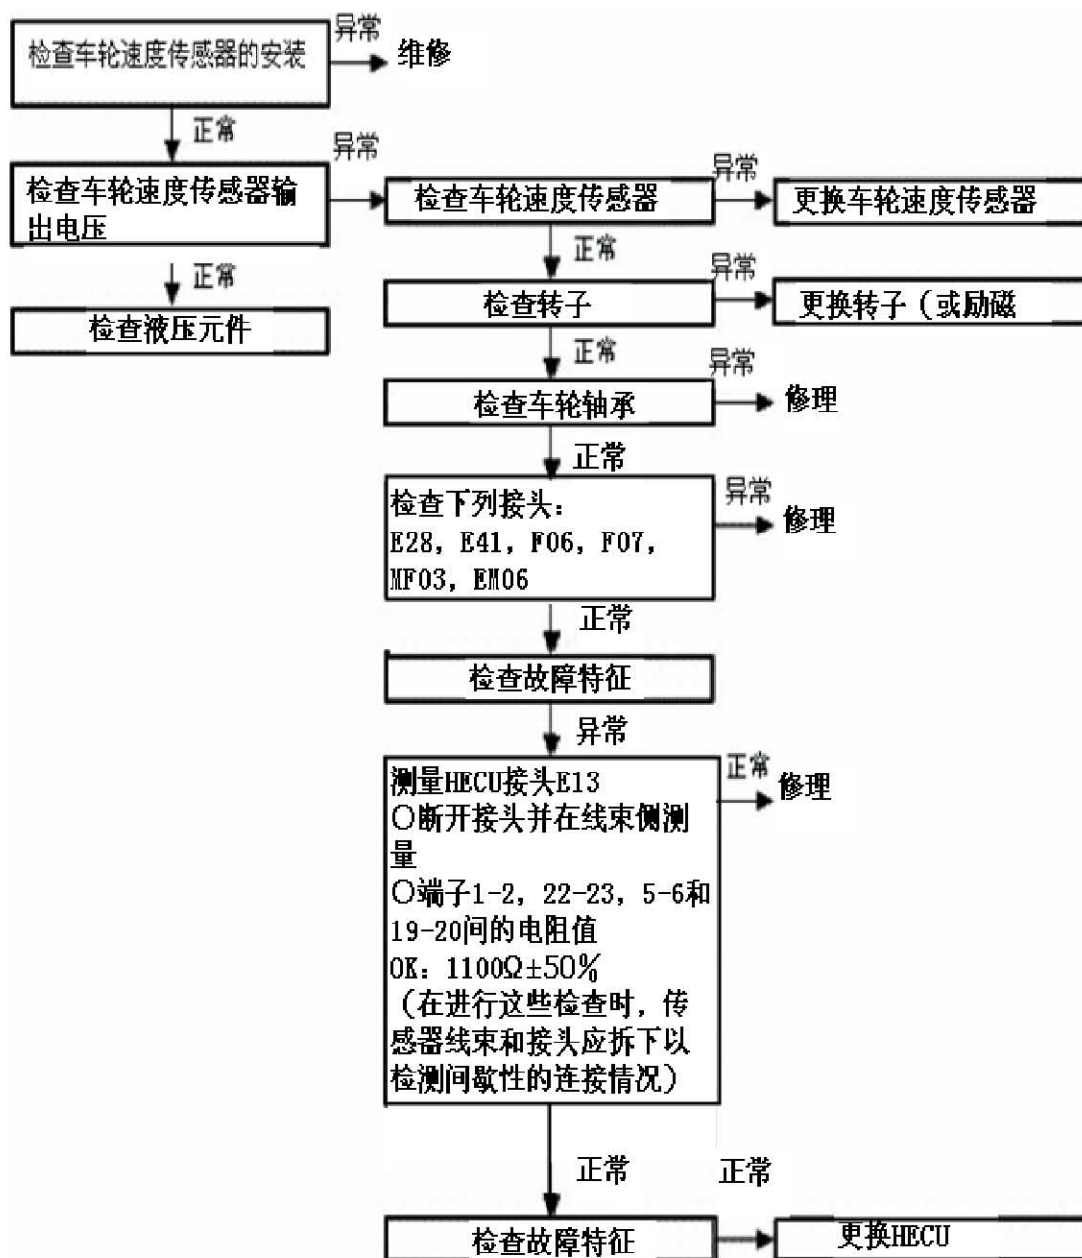 异常
检查车轮速度传感器的安装
维修
正常
异常
检查车轮速度传感器输
出电压
检查车轮速度传感器
异常
更换车轮速度传感器
正常
检查液压元件
正常
检查转子
异常
更换转子（或励磁
正常
异常
检查车轮轴承
修理
正常
检查下列接头：
E28，E41，F06，F07，
MF03，EM06
异常
修理
正常
检查故障特征
异常
测量HECU接头E13
○断开接头并在线束侧测
量
○端子1-2，22-23，5-6和
19-20间的电阻值
OK：1100Ω±50%
（在进行这些检查时，传
感器线束和接头应拆下以
检测间歇性的连接情况）
正常
修理
正常
正常
检查故障特征
更换HECU